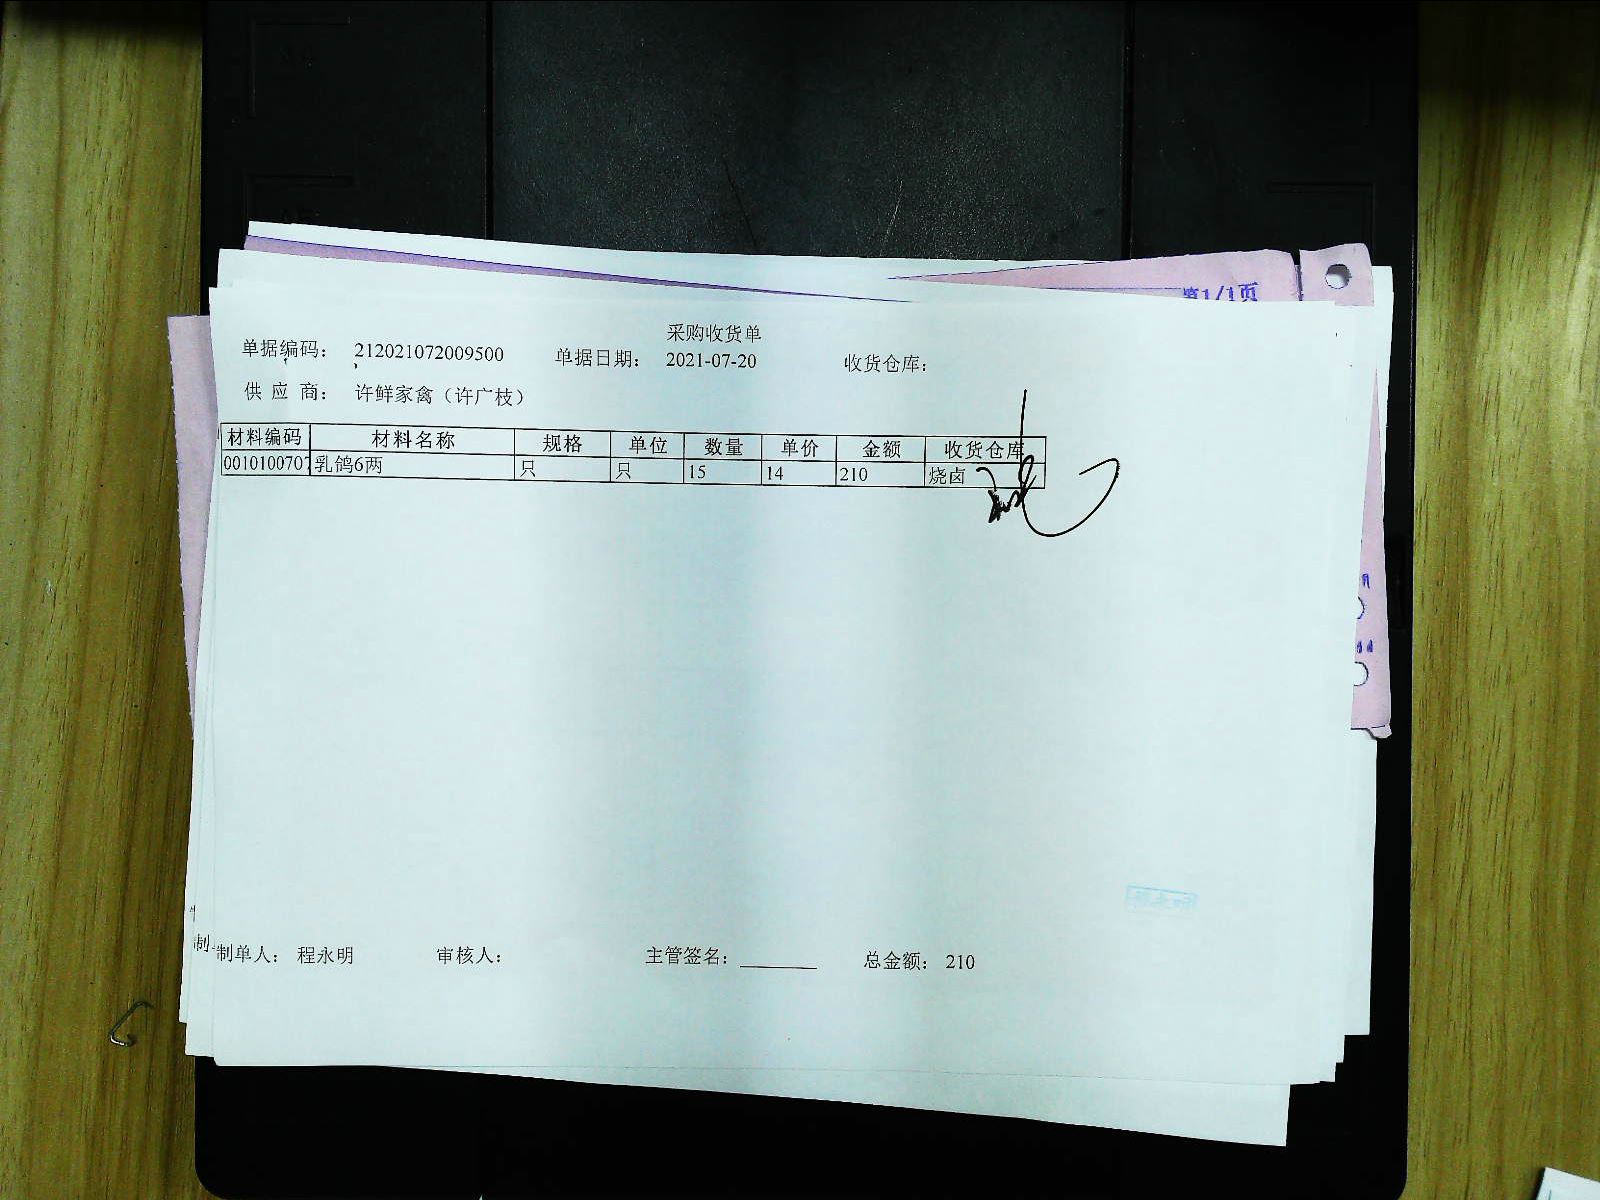 第1/1页
采购收货单
单据编码： 212021072009500 单据日期： 2021-07-20 收货仓库：
供 应 商： 许鲜家禽（许广枝）
材料编码 材料名称 规格 单位 数量 单价 金额 收货仓库
001010070 乳鸽6两 只 只 15 14 210 烧卤
制单人： 程永明 审核人： 主管签名： 总金额： 210
制